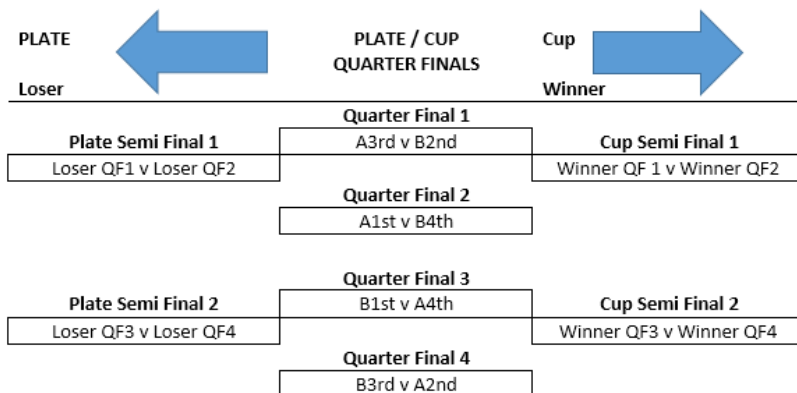 PLATE
PLATE / CUP
Cup
QUARTER FINALS
Loser
Winner
Quarter Final 1
Plate Semi Final 1
A3rd v B2nd
Cup Semi Final 1
Loser QF1 v Loser QF2
Winner QF 1 v Winner QF2
Quarter Final 2
A1st v B4th
Quarter Final 3
Plate Semi Final 2
B1st v A4th
Cup Semi Final 2
Loser QF3 v Loser QF4
Winner QF3 v Winner QF4
Quarter Final 4
B3rd v A2nd